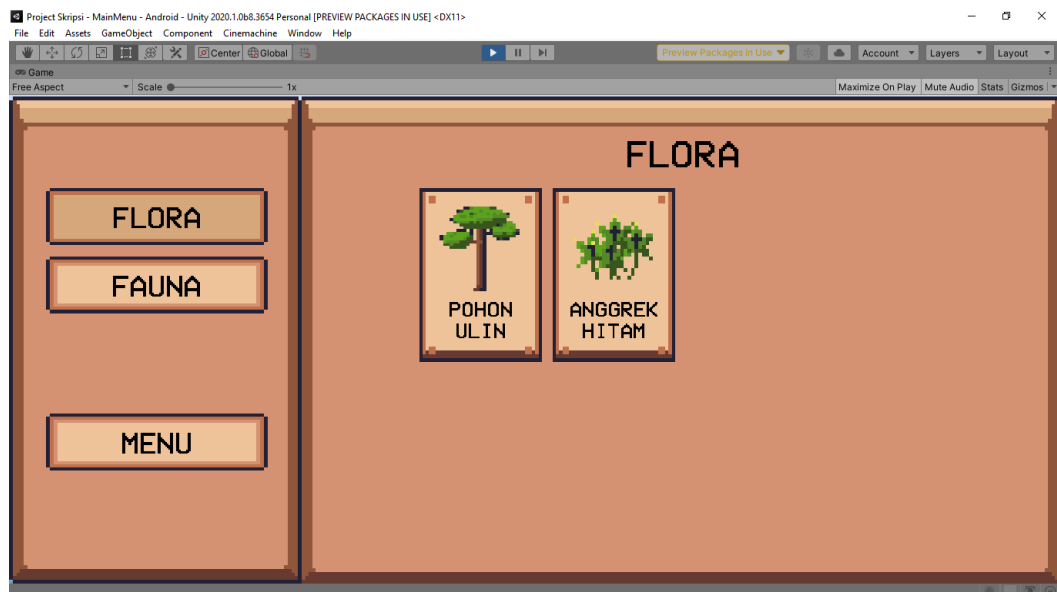 Project Skripsi - MainMenu - Android - Unity 2020.1.0b8.3654 Personal [PREVIEW PACKAGES IN USE] <DX11>
File Edit Assets GameObject Component Cinemachine Window Help
Center Global Preview Packages in Use Account Layers Layout
Game
Free Aspect Scale 1x Maximize On Play Mute Audio Stats Gizmos
FLORA
FAUNA
MENU
FLORA
POHON
ULIN
ANGGREK
HITAM